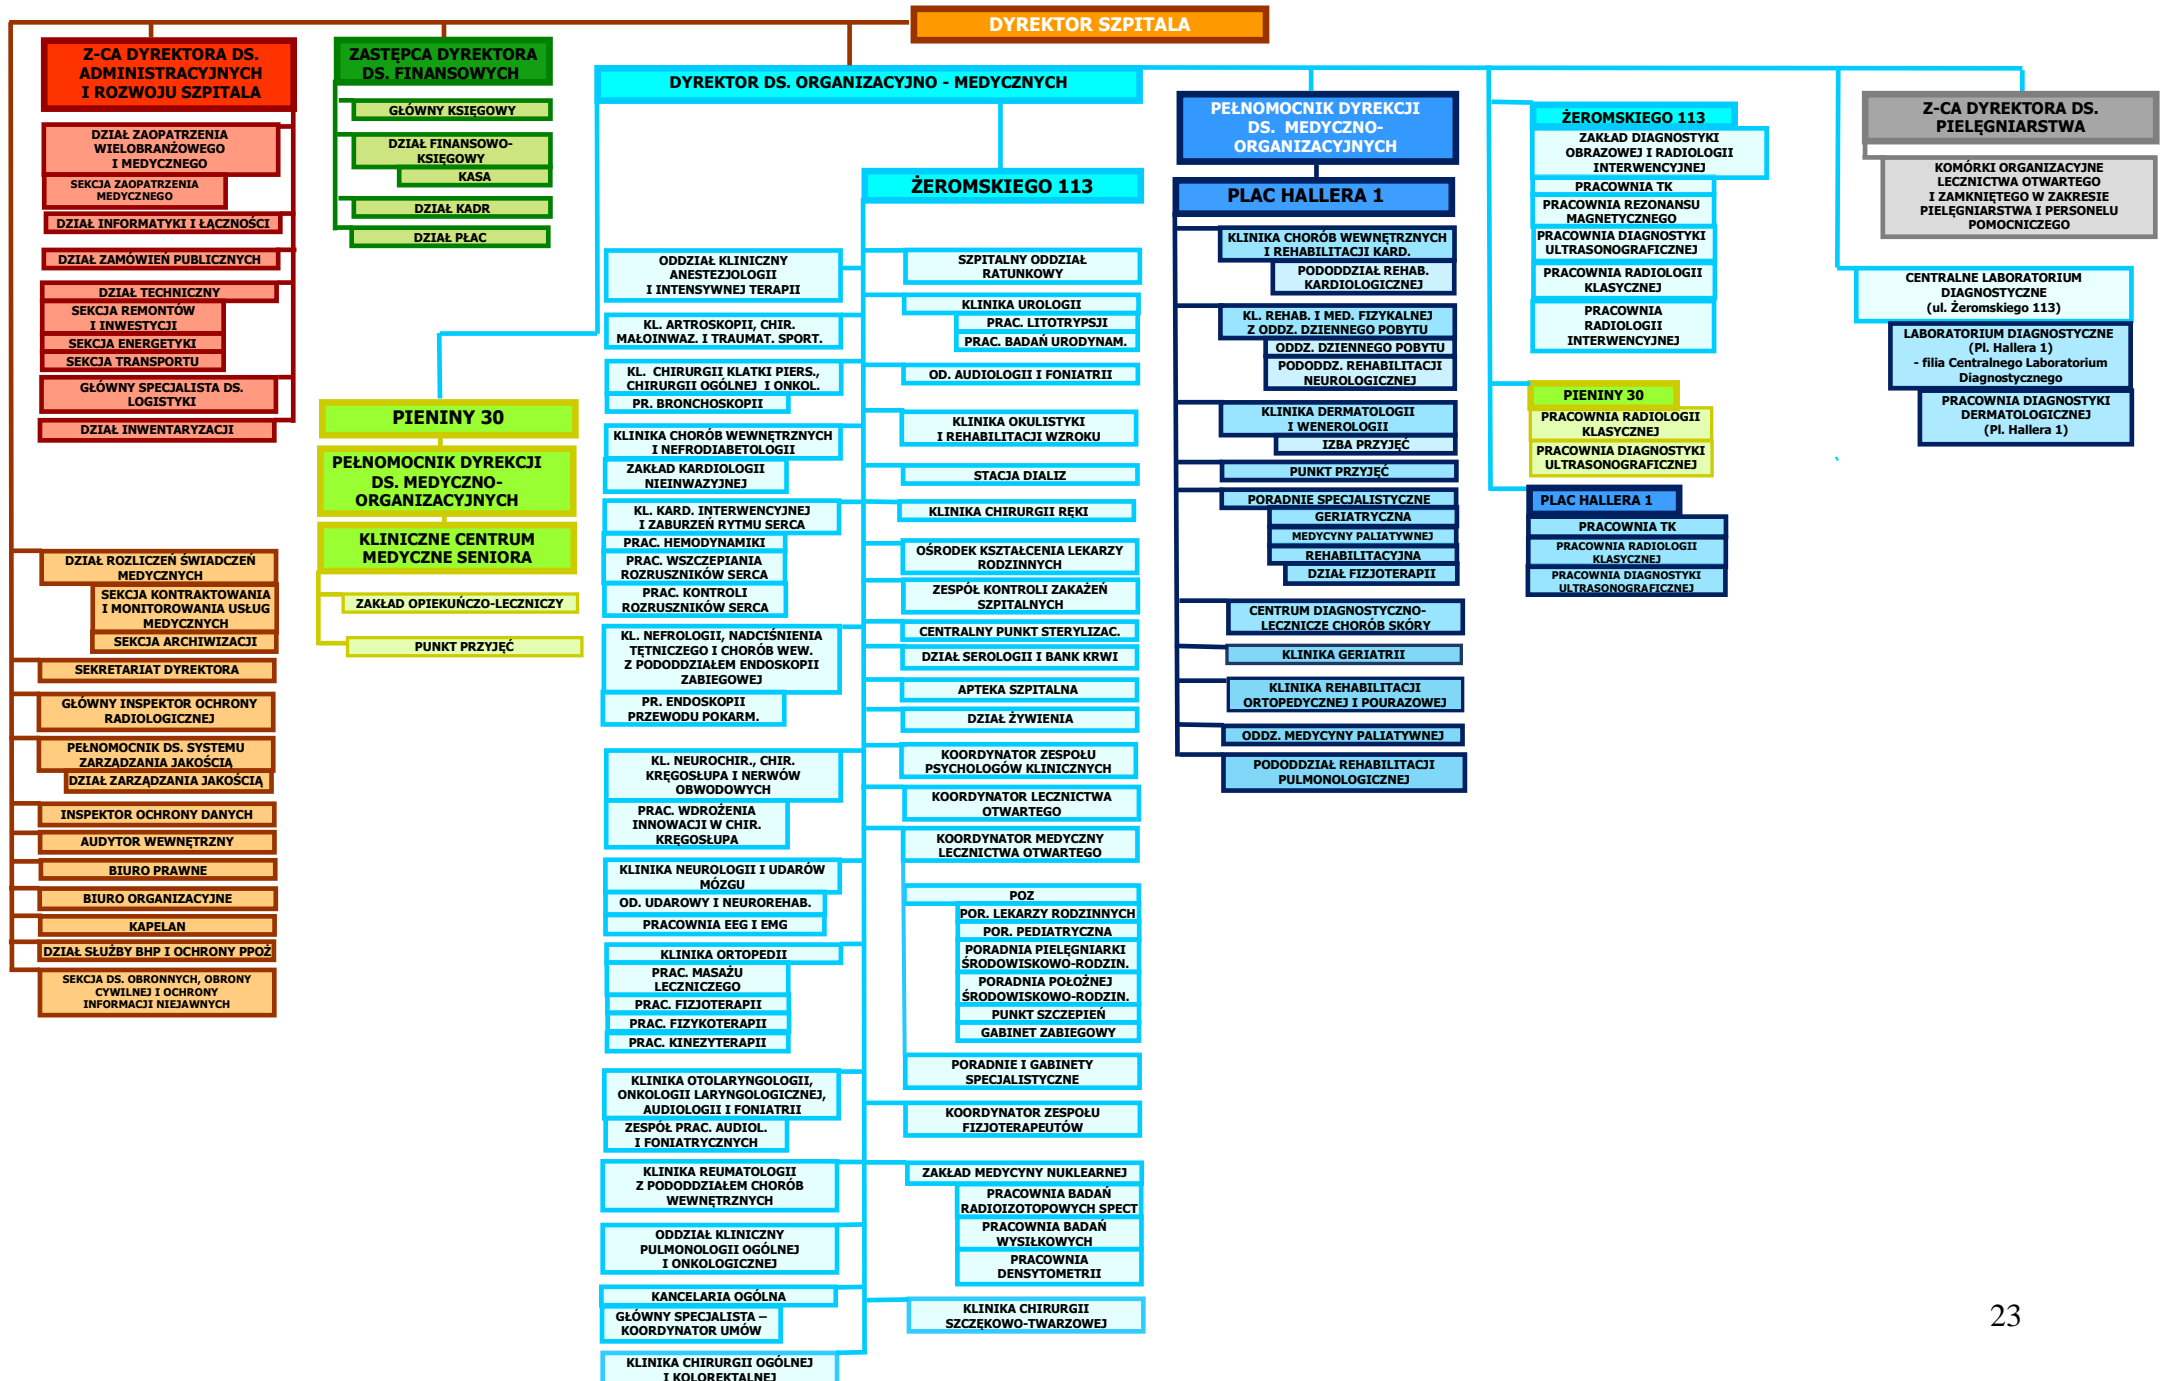 DYREKTOR SZPITALA
Z-CA DYREKTORA DS.
ADMINISTRACYJNYCH
I ROZWOJU SZPITALA
DZIAŁ ZAOPATRZENIA
WIELOBRANŻOWEGO
I MEDYCZNEGO
SEKCJA ZAOPATRZENIA
MEDYCZNEGO
DZIAŁ INFORMATYKI I ŁĄCZNOŚCI
DZIAŁ ZAMÓWIEŃ PUBLICZNYCH
DZIAŁ TECHNICZNY
SEKCJA REMONTÓW
I INWESTYCJI
SEKCJA ENERGETYKI
SEKCJA TRANSPORTU
GŁÓWNY SPECJALISTA DS.
LOGISTYKI
DZIAŁ INWENTARYZACJI
DZIAŁ ROZLICZEŃ ŚWIADCZEŃ
MEDYCZNYCH
SEKCJA KONTRAKTOWANIA
I MONITOROWANIA USŁUG
MEDYCZNYCH
SEKCJA ARCHIWIZACJI
SEKRETARIAT DYREKTORA
GŁÓWNY INSPEKTOR OCHRONY
RADIOLOGICZNEJ
PEŁNOMOCNIK DS. SYSTEMU
ZARZĄDZANIA JAKOŚCIĄ
DZIAŁ ZARZĄDZANIA JAKOŚCIĄ
INSPEKTOR OCHRONY DANYCH
AUDYTOR WEWNĘTRZNY
BIURO PRAWNE
BIURO ORGANIZACYJNE
KAPELAN
DZIAŁ SŁUŻBY BHP I OCHRONY PPOŻ
SEKCJA DS. OBRONNYCH, OBRONY
CYWILNEJ I OCHRONY
INFORMACJI NIEJAWNYCH
ZASTĘPCA DYREKTORA
DS. FINANSOWYCH
GŁÓWNY KSIĘGOWY
DZIAŁ FINANSOWO-
KSIĘGOWY
KASA
DZIAŁ KADR
DZIAŁ PŁAC
DYREKTOR DS. ORGANIZACYJNO - MEDYCZNYCH
PIENINY 30
PEŁNOMOCNIK DYREKCJI
DS. MEDYCZNO-
ORGANIZACYJNYCH
KLINICZNE CENTRUM
MEDYCZNE SENIORA
ZAKŁAD OPIEKUŃCZO-LECZNICZY
PUNKT PRZYJĘĆ
ŻEROMSKIEGO 113
ODDZIAŁ KLINICZNY
ANESTEZJOLOGII
I INTENSYWNEJ TERAPII
KL. ARTROSKOPII, CHIR.
MAŁOINWAZ. I TRAUMAT. SPORT.
KL. CHIRURGII KLATKI PIERS.,
CHIRURGII OGÓLNEJ I ONKOL.
PR. BRONCHOSKOPII
KLINIKA CHORÓB WEWNĘTRZNYCH
I NEFRODIABETOLOGII
ZAKŁAD KARDIOLOGII
NIEINWAZYJNEJ
KL. KARD. INTERWENCYJNEJ
I ZABURZEŃ RYTMU SERCA
PRAC. HEMODYNAMIKI
PRAC. WSZCZEPIANIA
ROZRUSZNIKÓW SERCA
PRAC. KONTROLI
ROZRUSZNIKÓW SERCA
KL. NEFROLOGII, NADCIŚNIENIA
TĘTNICZEGO I CHORÓB WEW.
Z PODODDZIAŁEM ENDOSKOPII
ZABIEGOWEJ
PR. ENDOSKOPII
PRZEWODU POKARM.
KL. NEUROCHIR., CHIR.
KRĘGOSŁUPA I NERWÓW
OBWODOWYCH
PRAC. WDROŻENIA
INNOWACJI W CHIR.
KRĘGOSŁUPA
KLINIKA NEUROLOGII I UDARÓW
MÓZGU
OD. UDAROWY I NEUROREHAB.
PRACOWNIA EEG I EMG
KLINIKA ORTOPEDII
PRAC. MASAŻU
LECZNICZEGO
PRAC. FIZJOTERAPII
PRAC. FIZYKOTERAPII
PRAC. KINEZYTERAPII
KLINIKA OTOLARYNGOLOGII,
ONKOLOGII LARYNGOLOGICZNEJ,
AUDIOLOGII I FONIATRII
ZESPÓŁ PRAC. AUDIOL.
I FONIATRYCZNYCH
KLINIKA REUMATOLOGII
Z PODODDZIAŁEM CHORÓB
WEWNĘTRZNYCH
ODDZIAŁ KLINICZNY
PULMONOLOGII OGÓLNEJ
I ONKOLOGICZNEJ
KANCELARIA OGÓLNA
GŁÓWNY SPECJALISTA –
KOORDYNATOR UMÓW
KLINIKA CHIRURGII OGÓLNEJ
I KOLOREKTALNEJ
SZPITALNY ODDZIAŁ
RATUNKOWY
KLINIKA UROLOGII
PRAC. LITOTRYPSJI
PRAC. BADAŃ URODYNAM.
OD. AUDIOLOGII I FONIATRII
KLINIKA OKULISTYKI
I REHABILITACJI WZROKU
STACJA DIALIZ
KLINIKA CHIRURGII RĘKI
OŚRODEK KSZTAŁCENIA LEKARZY
RODZINNYCH
ZESPÓŁ KONTROLI ZAKAŻEŃ
SZPITALNYCH
CENTRALNY PUNKT STERYLIZAC.
DZIAŁ SEROLOGII I BANK KRWI
APTEKA SZPITALNA
DZIAŁ ŻYWIENIA
KOORDYNATOR ZESPOŁU
PSYCHOLOGÓW KLINICZNYCH
KOORDYNATOR LECZNICTWA
OTWARTEGO
KOORDYNATOR MEDYCZNY
LECZNICTWA OTWARTEGO
POZ
POR. LEKARZY RODZINNYCH
POR. PEDIATRYCZNA
PORADNIA PIELĘGNIARKI
ŚRODOWISKOWO-RODZIN.
PORADNIA POŁOŻNEJ
ŚRODOWISKOWO-RODZIN.
PUNKT SZCZEPIEŃ
GABINET ZABIEGOWY
PORADNIE I GABINETY
SPECJALISTYCZNE
KOORDYNATOR ZESPOŁU
FIZJOTERAPEUTÓW
ZAKŁAD MEDYCYNY NUKLEARNEJ
PRACOWNIA BADAŃ
RADIOIZOTOPOWYCH SPECT
PRACOWNIA BADAŃ
WYSIŁKOWYCH
PRACOWNIA
DENSYTOMETRII
KLINIKA CHIRURGII
SZCZĘKOWO-TWARZOWEJ
PEŁNOMOCNIK DYREKCJI
DS. MEDYCZNO-
ORGANIZACYJNYCH
PLAC HALLERA 1
KLINIKA CHORÓB WEWNĘTRZNYCH
I REHABILITACJI KARD.
PODODDZIAŁ REHAB.
KARDIOLOGICZNEJ
KL. REHAB. I MED. FIZYKALNEJ
Z ODDZ. DZIENNEGO POBYTU
ODDZ. DZIENNEGO POBYTU
PODODDZ. REHABILITACJI
NEUROLOGICZNEJ
KLINIKA DERMATOLOGII
I WENEROLOGII
IZBA PRZYJĘĆ
PUNKT PRZYJĘĆ
PORADNIE SPECJALISTYCZNE
GERIATRYCZNA
MEDYCYNY PALIATYWNEJ
REHABILITACYJNA
DZIAŁ FIZJOTERAPII
CENTRUM DIAGNOSTYCZNO-
LECZNICZE CHORÓB SKÓRY
KLINIKA GERIATRII
KLINIKA REHABILITACJI
ORTOPEDYCZNEJ I POURAZOWEJ
ODDZ. MEDYCYNY PALIATYWNEJ
PODODDZIAŁ REHABILITACJI
PULMONOLOGICZNEJ
ŻEROMSKIEGO 113
ZAKŁAD DIAGNOSTYKI
OBRAZOWEJ I RADIOLOGII
INTERWENCYJNEJ
PRACOWNIA TK
PRACOWNIA REZONANSU
MAGNETYCZNEGO
PRACOWNIA DIAGNOSTYKI
ULTRASONOGRAFICZNEJ
PRACOWNIA RADIOLOGII
KLASYCZNEJ
PRACOWNIA
RADIOLOGII
INTERWENCYJNEJ
PIENINY 30
PRACOWNIA RADIOLOGII
KLASYCZNEJ
PRACOWNIA DIAGNOSTYKI
ULTRASONOGRAFICZNEJ
PLAC HALLERA 1
PRACOWNIA TK
PRACOWNIA RADIOLOGII
KLASYCZNEJ
PRACOWNIA DIAGNOSTYKI
ULTRASONOGRAFICZNEJ
Z-CA DYREKTORA DS.
PIELĘGNIARSTWA
KOMÓRKI ORGANIZACYJNE
LECZNICTWA OTWARTEGO
I ZAMKNIĘTEGO W ZAKRESIE
PIELĘGNIARSTWA I PERSONELU
POMOCNICZEGO
CENTRALNE LABORATORIUM
DIAGNOSTYCZNE
(ul. Żeromskiego 113)
LABORATORIUM DIAGNOSTYCZNE
(Pl. Hallera 1)
- filia Centralnego Laboratorium
Diagnostycznego
PRACOWNIA DIAGNOSTYKI
DERMATOLOGICZNEJ
(Pl. Hallera 1)
23